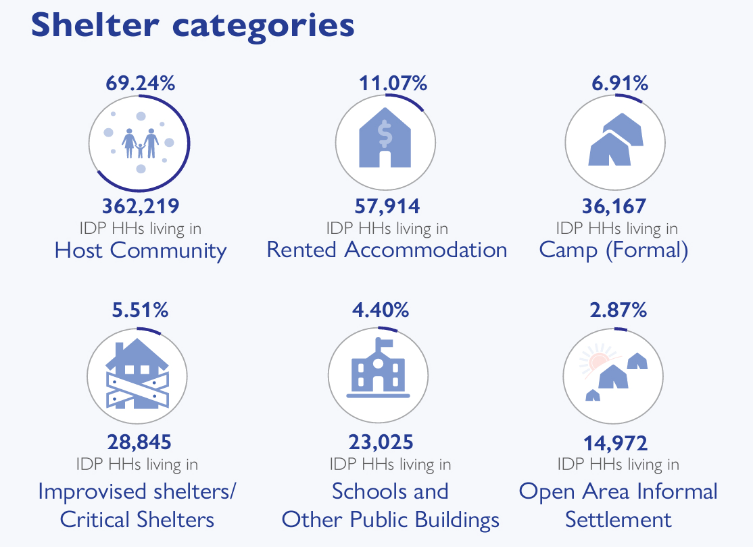 Shelter categories
69.24%
362,219
IDP HHs living in
Host Community
11.07%
$
57,914
IDP HHs living in
Rented Accommodation
6.91%
36,167
IDP HHs living in
Camp (Formal)
5.51%
28,845
IDP HHs living in
Improvised shelters/
Critical Shelters
4.40%
23,025
IDP HHs living in
Schools and
Other Public Buildings
2.87%
14,972
IDP HHs living in
Open Area Informal
Settlement